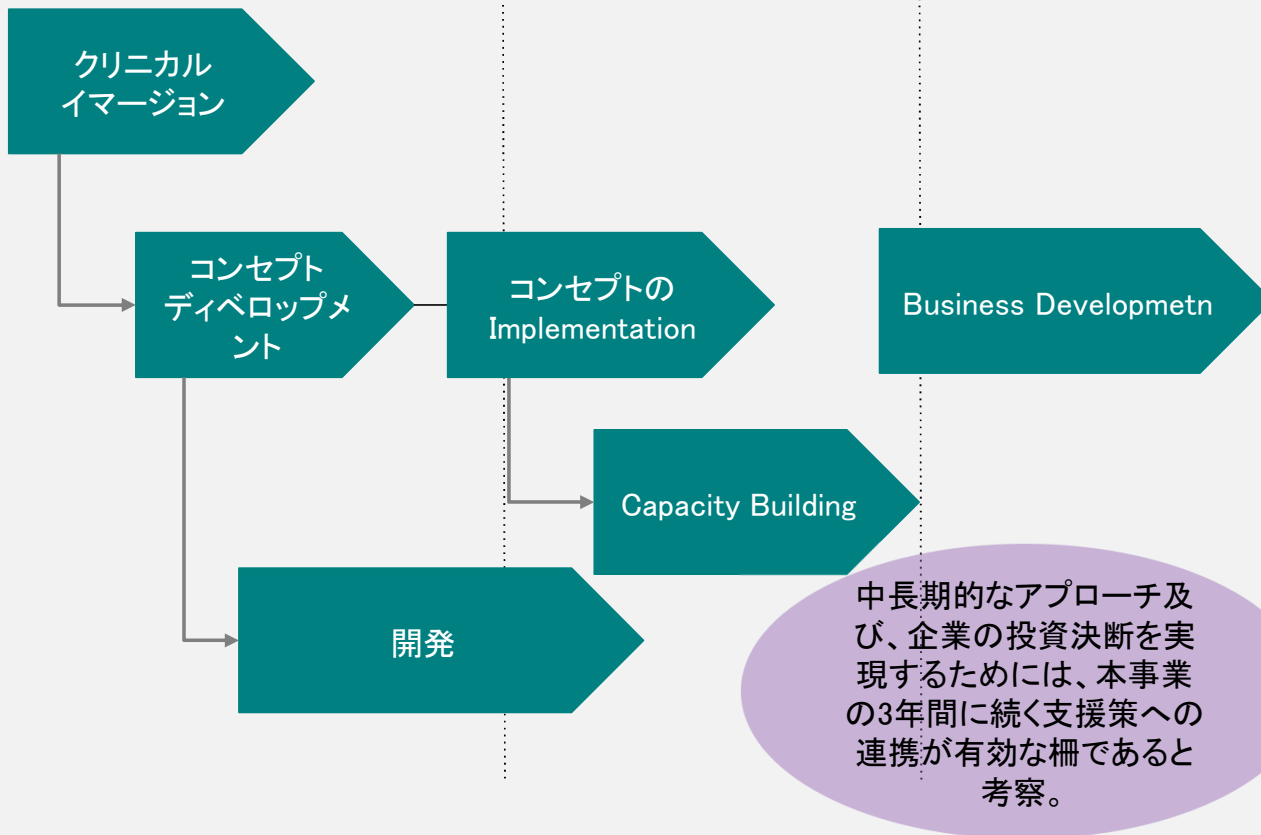 クリニカル
イマージョン
コンセプト
ディベロップメ
ント
コンセプトの
Implementation
Business Developmetn
Capacity Building
開発
中長期的なアプローチ及
び、企業の投資決断を実
現するためには、本事業
の3年間に続く支援策への
連携が有効な柵であると
考察。